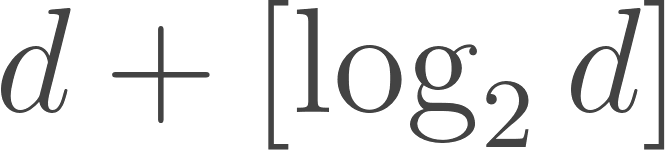 d + [log₂ d]